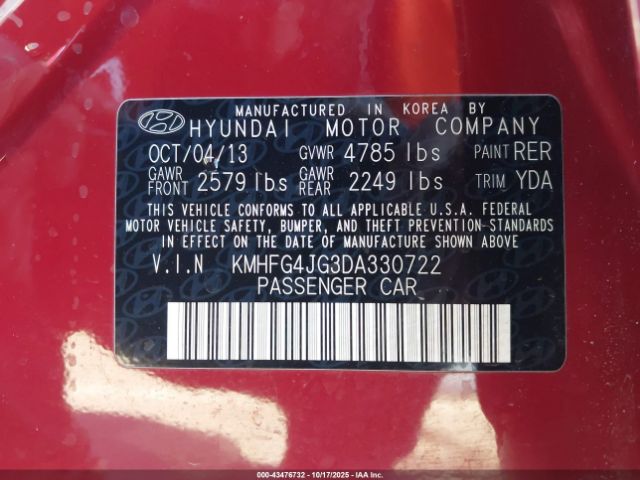 MANUFACTURED IN KOREA BY
HYUNDAI MOTOR COMPANY
OCT/04/13 GVWR 4785 lbs PAINT RER
GAWR FRONT 2579 lbs GAWR REAR 2249 lbs TRIM YDA
THIS VEHICLE CONFORMS TO ALL APPLICABLE U.S.A. FEDERAL
MOTOR VEHICLE SAFETY, BUMPER, AND THEFT PREVENTION-STANDARDS
IN EFFECT ON THE DATE OF MANUFACTURE SHOWN ABOVE
V.I.N KMHFG4JG3DA330722
PASSENGER CAR
000-43476732 | 10/17/2025 | IAAI.COM